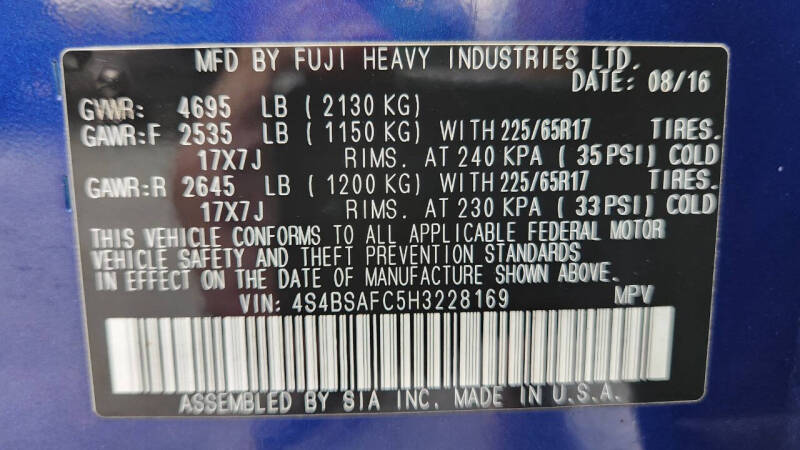 MFD BY FUJI HEAVY INDUSTRIES LTD.
DATE: 08/16
GVWR: 4695 LB (2130 KG)
GAWR:F 2535 LB (1150 KG) WITH 225/65R17 TIRES.
17X7J RIMS. AT 240 KPA (35 PSI) COLD
GAWR:R 2645 LB (1200 KG) WITH 225/65R17 TIRES.
17X7J RIMS. AT 230 KPA (33 PSI) COLD
THIS VEHICLE CONFORMS TO ALL APPLICABLE FEDERAL MOTOR
VEHICLE SAFETY AND THEFT PREVENTION STANDARDS
IN EFFECT ON THE DATE OF MANUFACTURE SHOWN ABOVE.
VIN: 4S4BSAFC5H3228169 MPV
ASSEMBLED BY SIA INC. MADE IN U.S.A.